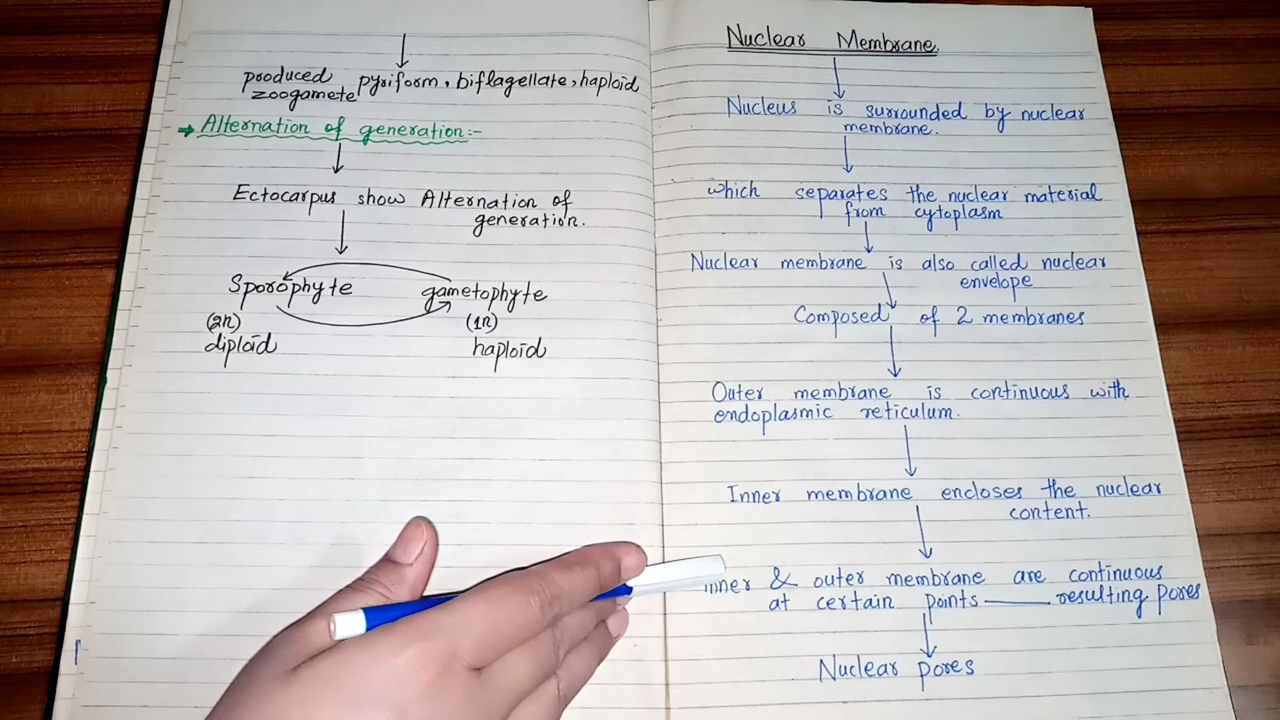 produced pyriform, biflagellate, haploid
zoogamete
→ Alternation of generation:-
Ectocarpus show Alternation of
generation.
Sporophyte gametophyte
(2n) (1n)
diploid haploid
Nuclear Membrane
Nucleus is surrounded by nuclear
membrane.
which separates the nuclear material
from cytoplasm
Nuclear membrane is also called nuclear
envelope
Composed of 2 membranes
Outer membrane is continuous with
endoplasmic reticulum.
Inner membrane encloses the nuclear
content.
Inner & outer membrane are continuous
at certain points — resulting pores
Nuclear pores